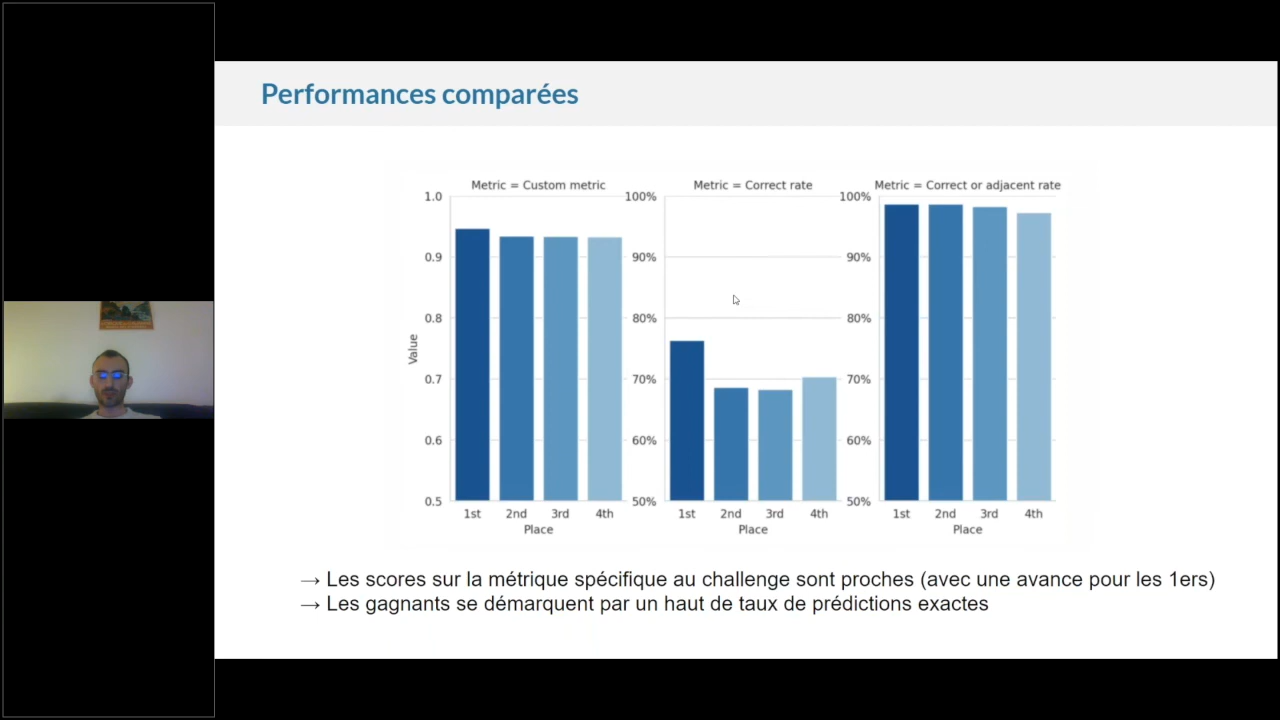 Performances comparées
Metric = Custom metric
Metric = Correct rate
Metric = Correct or adjacent rate
1.0
0.9
0.8
0.7
0.6
0.5
Value
1st 2nd 3rd 4th
Place
100%
90%
80%
70%
60%
50%
1st 2nd 3rd 4th
Place
100%
90%
80%
70%
60%
50%
1st 2nd 3rd 4th
Place
→ Les scores sur la métrique spécifique au challenge sont proches (avec une avance pour les 1ers)
→ Les gagnants se démarquent par un haut de taux de prédictions exactes